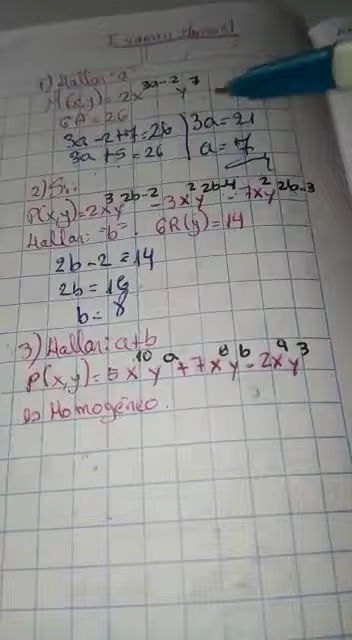 Examen Mensual
1) Hallar: a
M(x,y) = 2x^{3a-2} y^7
GA = 26
3a - 2 + 7 = 26
3a + 5 = 26
3a = 21
a = 7
2) Si:
P(x,y) = 2x^3y^{2b-2} - 3x^2y^{2b-4} - 7x^2y^{2b-3}
Hallar: "b" . GR(y) = 14
2b - 2 = 14
2b = 16
b = 8
3) Hallar: a+b
P(x,y) = 5x^{10}y^a + 7x^8y^b - 2x^9y^3
es Homogéneo.